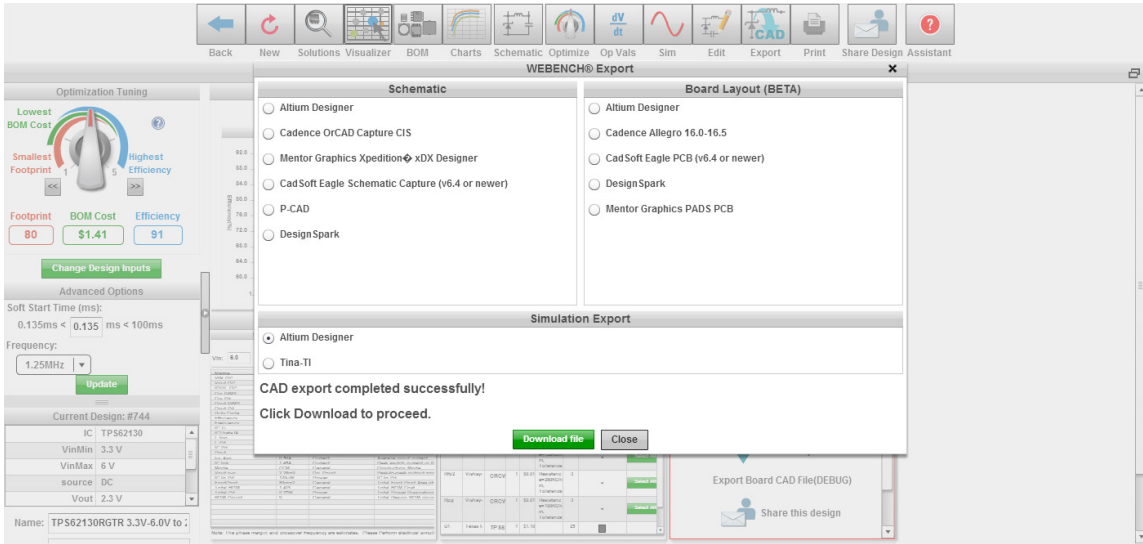 Back New Solutions Visualizer BOM Charts Schematic Optimize Op Vals Sim Edit Export Print Share Design Assistant
dV
dt
CAD
WEBENCH® Export
Optimization Tuning
Lowest
BOM Cost
Smallest
Footprint
1
5
Highest
Efficiency
<<
>>
Footprint BOM Cost Efficiency
80 $1.41 91
Change Design Inputs
Advanced Options
Soft Start Time (ms):
0.135ms < 0.135 ms < 100ms
Frequency:
1.25MHz
Update
Current Design: #744
IC TPS62130
VinMin 3.3 V
VinMax 6 V
source DC
Vout 2.3 V
Name: TPS62130RGTR 3.3V-6.0V to 2
Schematic
Altium Designer
Cadence OrCAD Capture CIS
Mentor Graphics Xpedition� xDX Designer
CadSoft Eagle Schematic Capture (v6.4 or newer)
P-CAD
DesignSpark
Board Layout (BETA)
Altium Designer
Cadence Allegro 16.0-16.5
CadSoft Eagle PCB (v6.4 or newer)
DesignSpark
Mentor Graphics PADS PCB
Simulation Export
Altium Designer
Tina-TI
CAD export completed successfully!
Click Download to proceed.
Download file Close
Vin: 6.0
Export Board CAD File(DEBUG)
Share this design